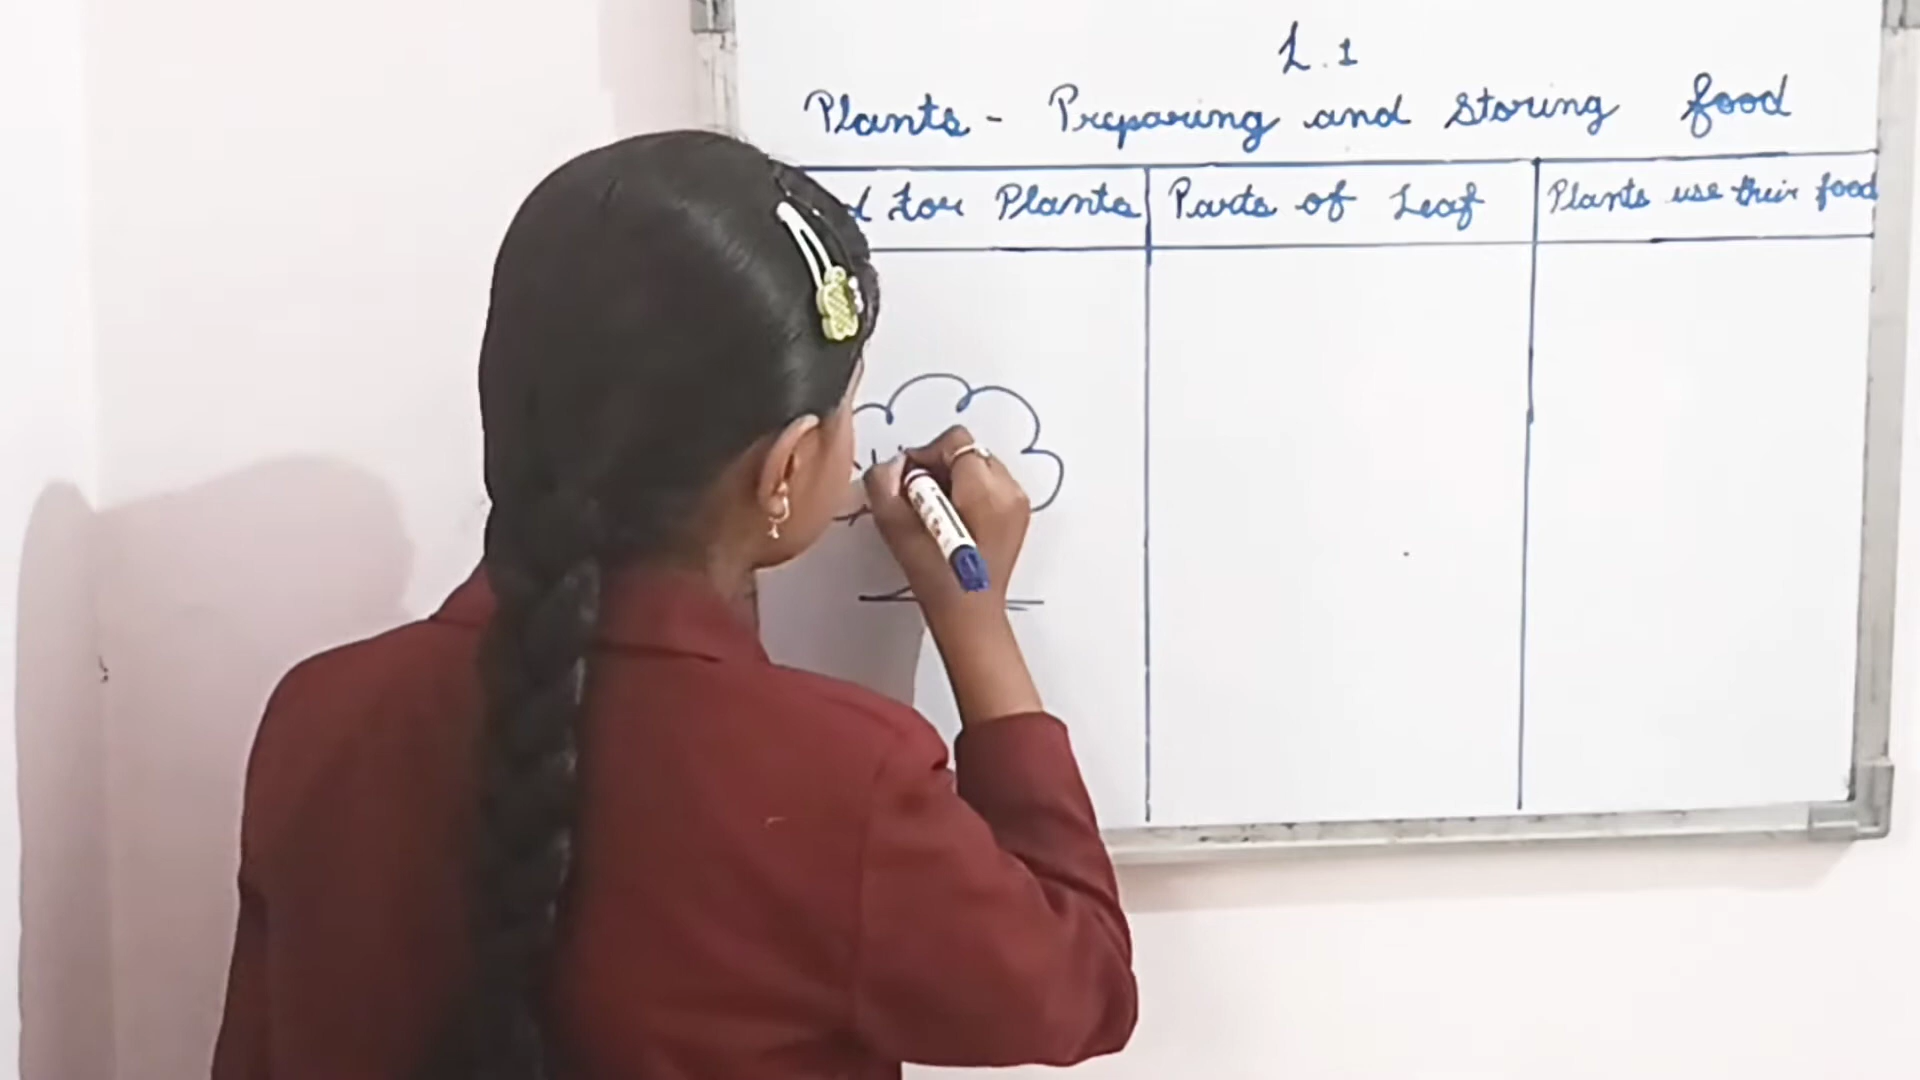 L.1
Plants - Preparing and Storing food
for Plants
Parts of Leaf
Plants use their food